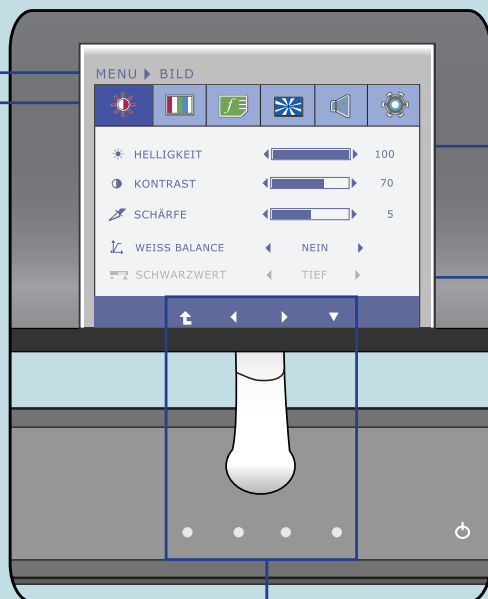 MENU BILD
HELLIGKEIT 100
KONTRAST 70
SCHÄRFE 5
WEISS BALANCE NEIN
SCHWARZWERT TIEF